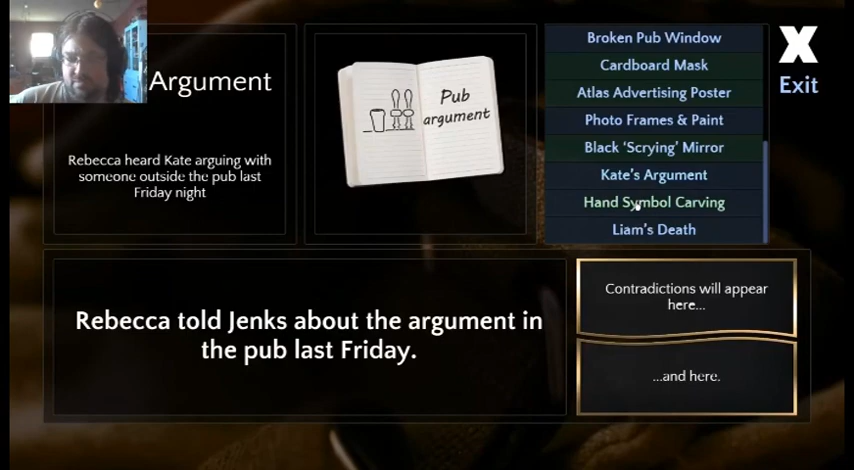 Argument
Rebecca heard Kate arguing with
someone outside the pub last
Friday night
Pub
argument
Broken Pub Window
Cardboard Mask
Atlas Advertising Poster
Photo Frames & Paint
Black ‘Scrying’ Mirror
Kate’s Argument
Hand Symbol Carving
Liam’s Death
X
Exit
Rebecca told Jenks about the argument in
the pub last Friday.
Contradictions will appear
here...
...and here.